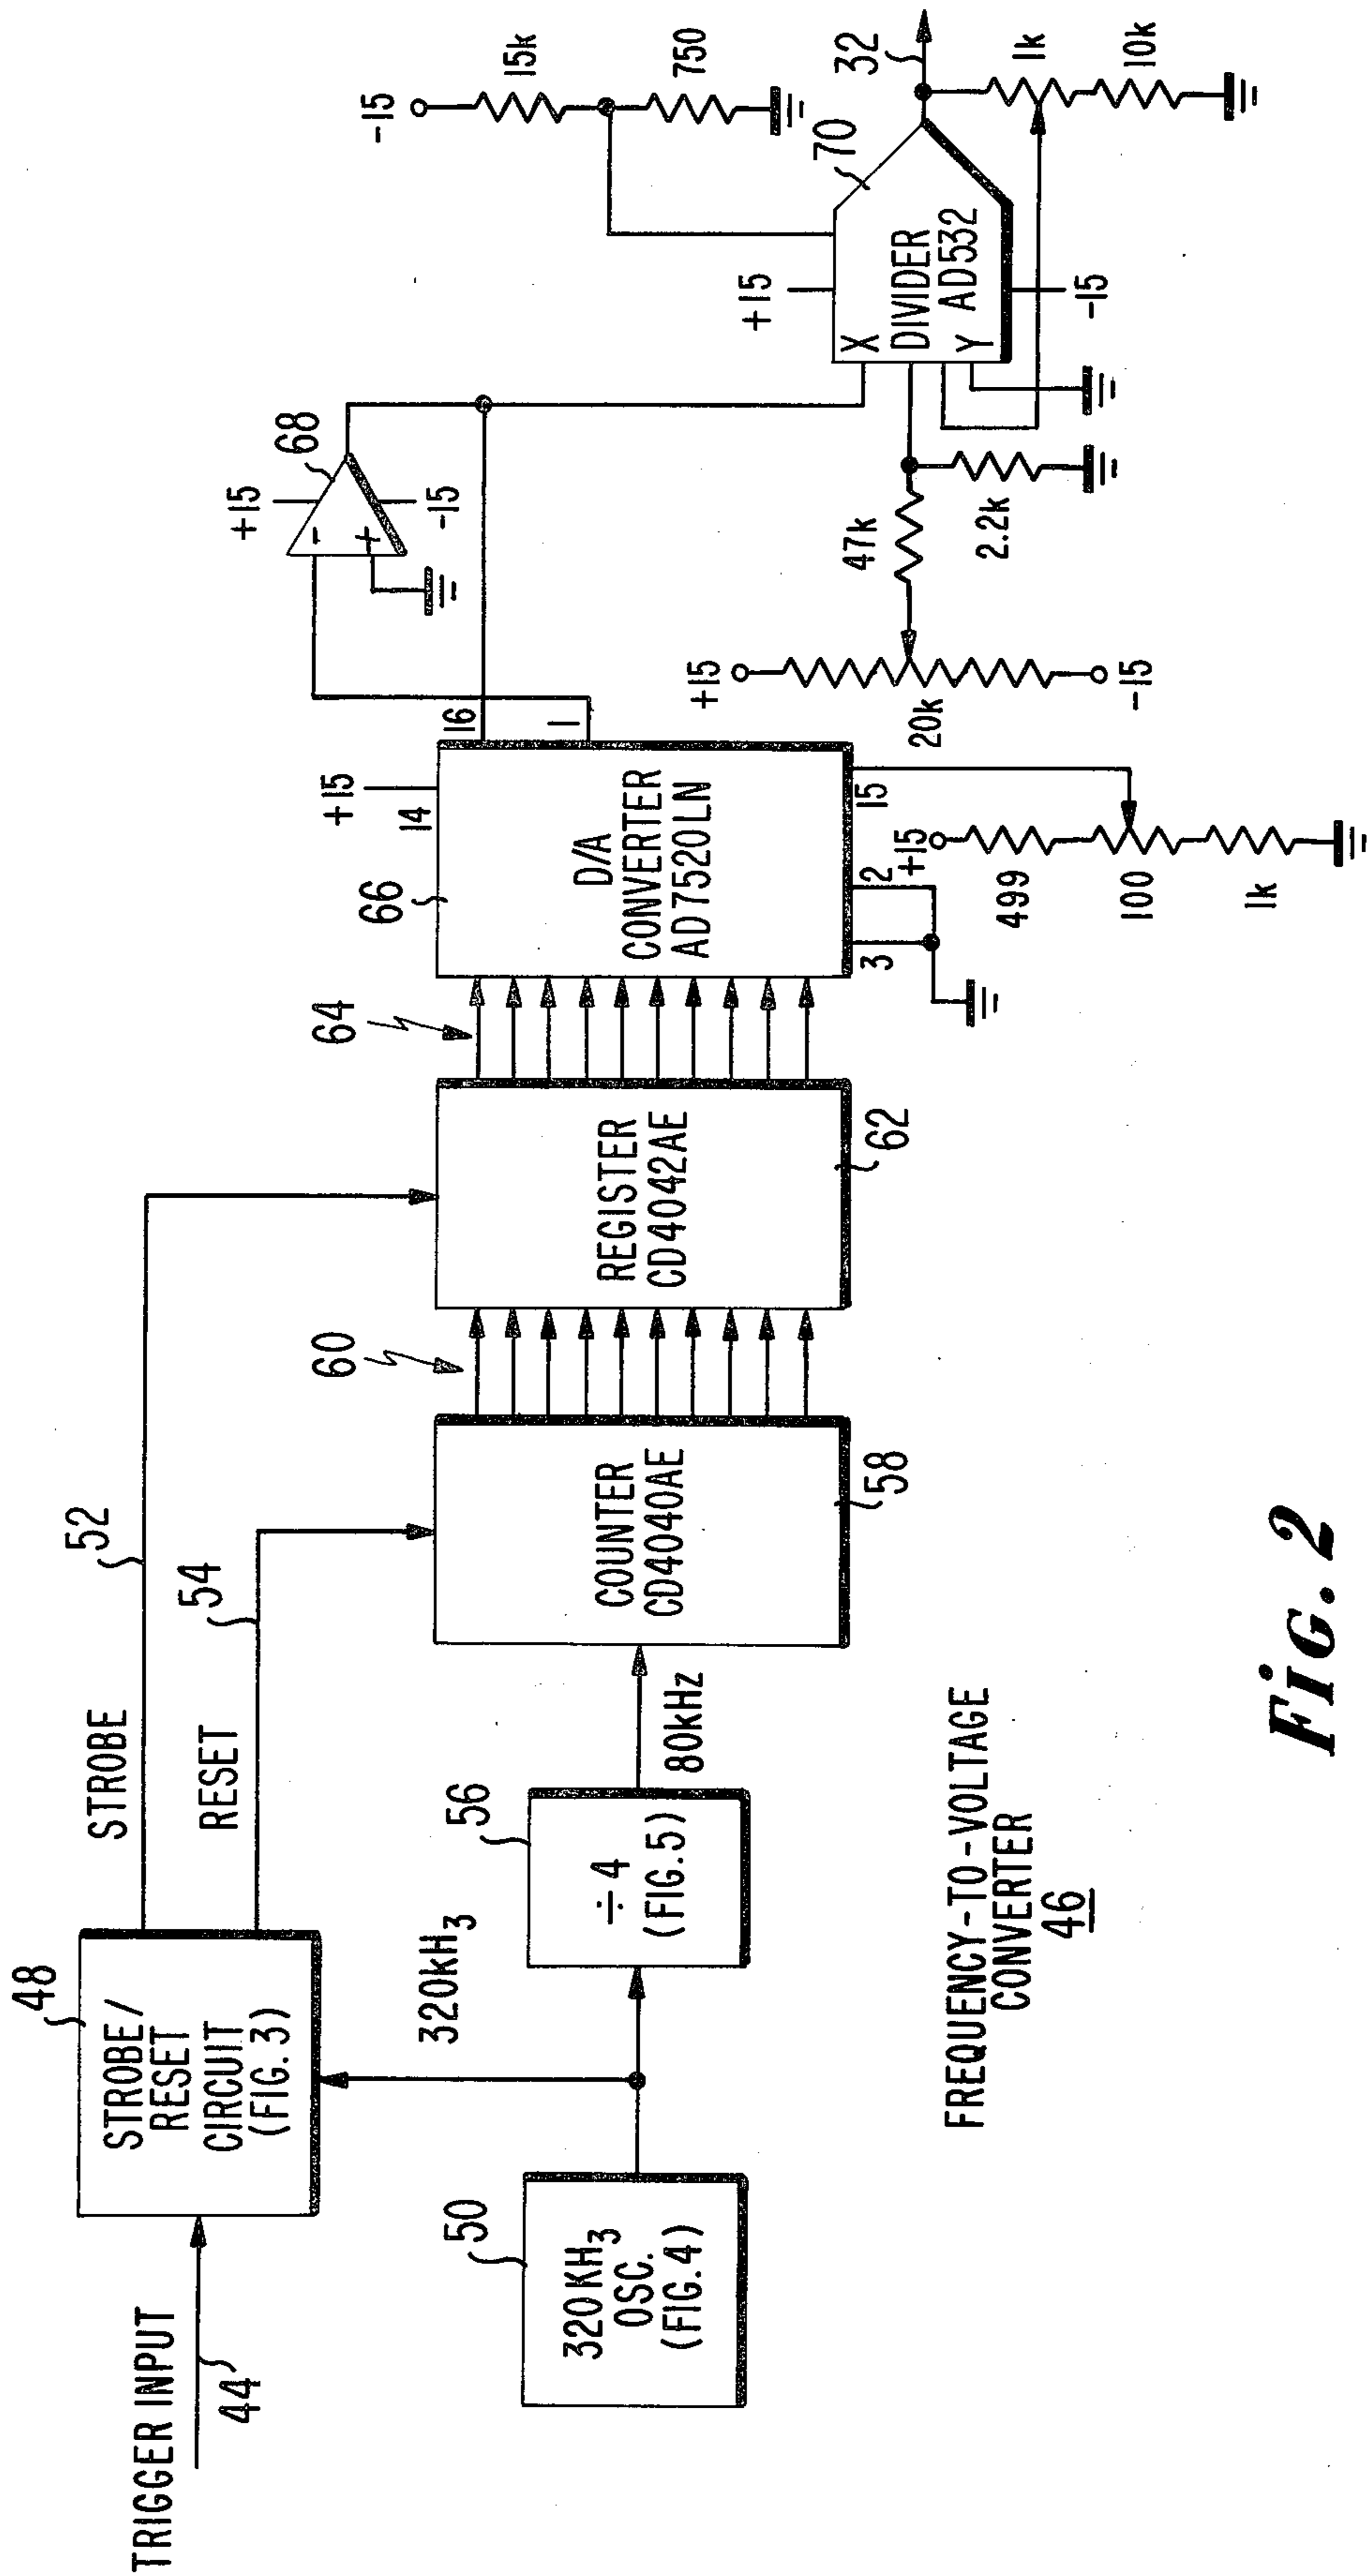 TRIGGER INPUT
44
48
STROBE/
RESET
CIRCUIT
(FIG. 3)
STROBE
52
RESET
54
50
320KH3
OSC.
(FIG. 4)
320kH3
56
÷4
(FIG.5)
80kHz
COUNTER
CD4040AE
58
60
REGISTER
CD4042AE
62
64
66
D/A
CONVERTER
AD7520LN
+15
14
16
1
3
2
15
+15
499
100
1k
68
+15
-
+
-15
+15
20k
-15
47k
2.2k
+15
X
DIVIDER
AD532
Y
-15
70
-15
15k
750
32
1k
10k
FREQUENCY-TO-VOLTAGE
CONVERTER
46
FIG. 2